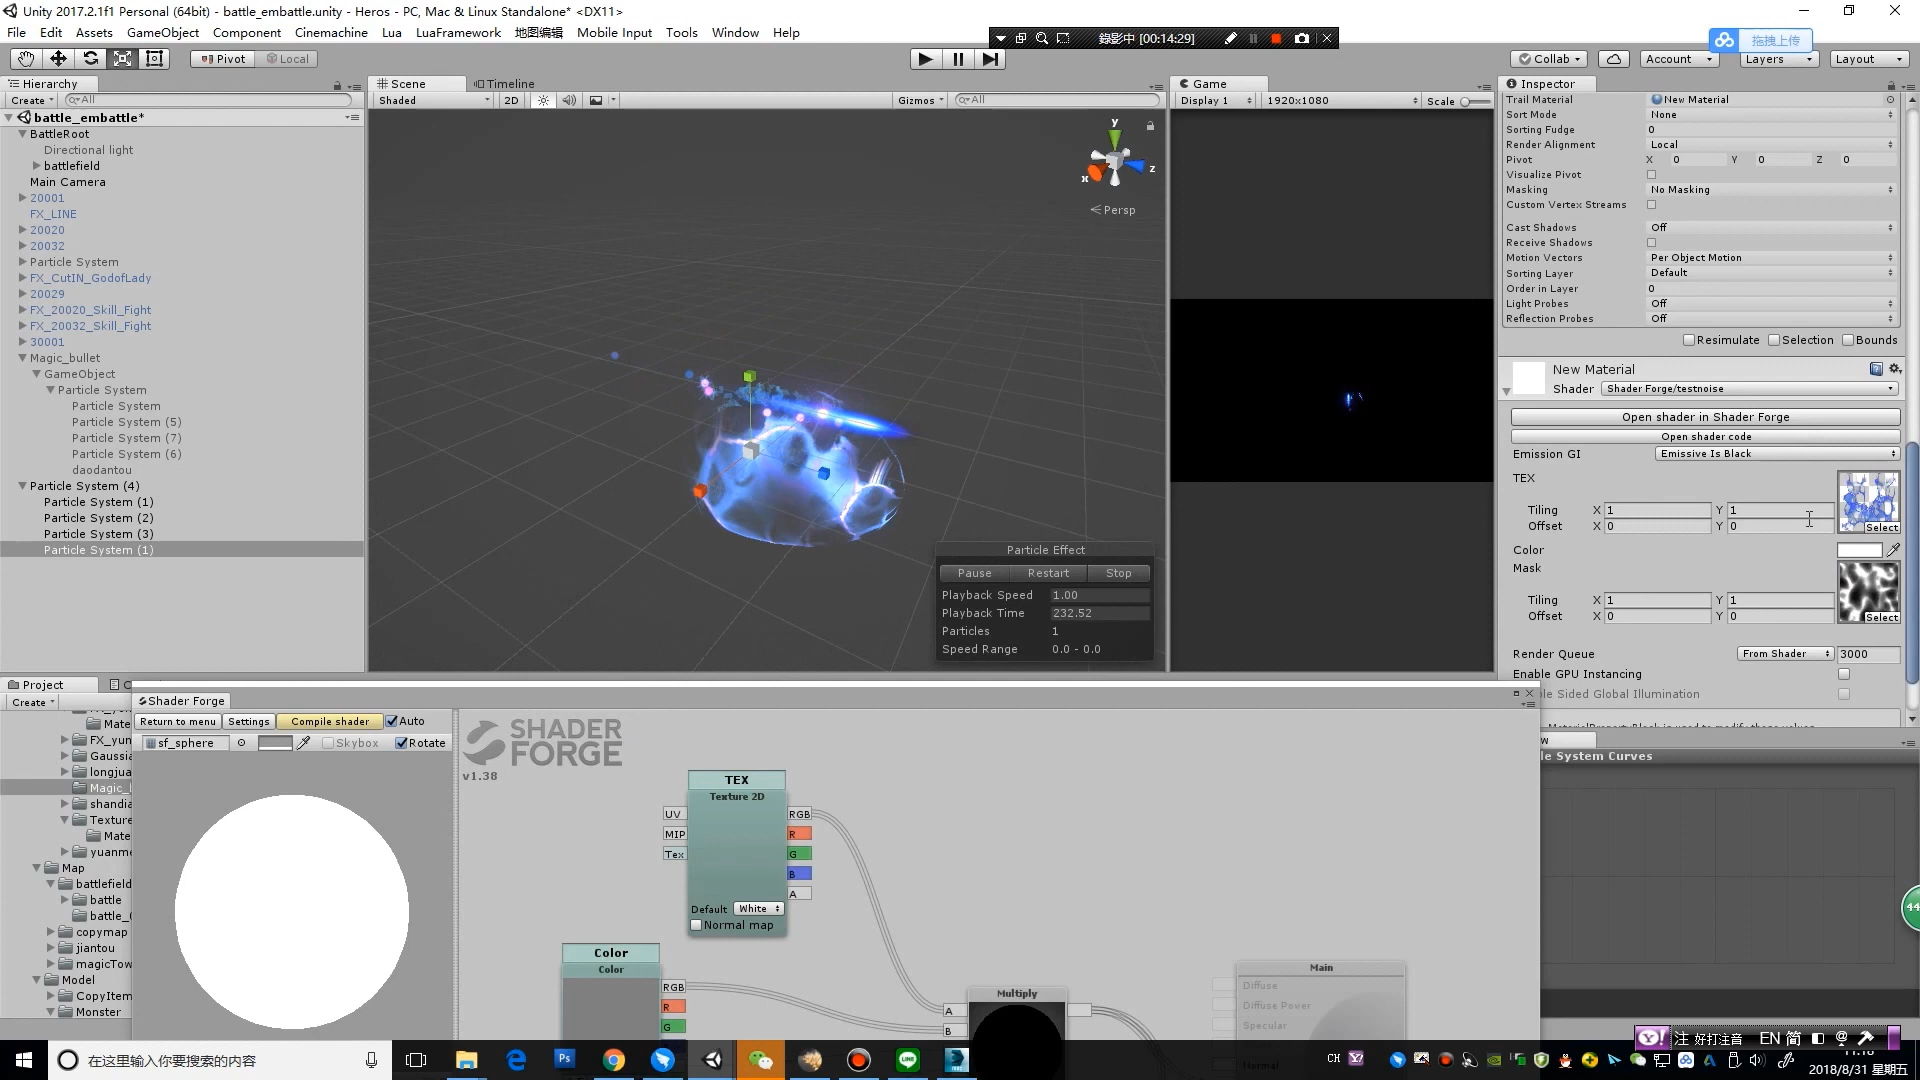 Unity 2017.2.1f1 Personal (64bit) - battle_embattle.unity - Heros - PC, Mac & Linux Standalone* <DX11>
File Edit Assets GameObject Component Cinemachine Lua LuaFramework 地图编辑 Mobile Input Tools Window Help
錄影中 [00:14:29]
拖拽上传
Pivot Local
Collab Account Layers Layout
Hierarchy
Create All
battle_embattle*
BattleRoot
Directional light
battlefield
Main Camera
20001
FX_LINE
20020
20032
Particle System
FX_CutIN_GodofLady
20029
FX_20020_Skill_Fight
FX_20032_Skill_Fight
30001
Magic_bullet
GameObject
Particle System
Particle System
Particle System (5)
Particle System (7)
Particle System (6)
daodantou
Particle System (4)
Particle System (1)
Particle System (2)
Particle System (3)
Particle System (1)
Scene Timeline
Shaded 2D Gizmos All
y
x
z
Persp
Particle Effect
Pause Restart Stop
Playback Speed 1.00
Playback Time 232.52
Particles 1
Speed Range 0.0 - 0.0
Game
Display 1 1920x1080 Scale
Inspector
Trail Material New Material
Sort Mode None
Sorting Fudge 0
Render Alignment Local
Pivot X 0 Y 0 Z 0
Visualize Pivot
Masking No Masking
Custom Vertex Streams
Cast Shadows Off
Receive Shadows
Motion Vectors Per Object Motion
Sorting Layer Default
Order in Layer 0
Light Probes Off
Reflection Probes Off
Resimulate Selection Bounds
New Material
Shader Shader Forge/testnoise
Open shader in Shader Forge
Open shader code
Emission GI Emissive Is Black
TEX
Tiling X 1 Y 1
Offset X 0 Y 0
Select
Color
Mask
Tiling X 1 Y 1
Offset X 0 Y 0
Select
Render Queue From Shader 3000
Enable GPU Instancing
le Sided Global Illumination
le System Curves
Project
Create
Mate
FX_yun
Gaussia
longjua
Magic_
shandia
Texture
Mate
yuanme
Map
battlefield
battle
battle_
copymap
jiantou
magicTow
Model
CopyItem
Monster
Shader Forge
Return to menu Settings Compile shader Auto
sf_sphere Skybox Rotate
SHADER
FORGE
v1.38
TEX
Texture 2D
UV RGB
MIP R
Tex G
B
A
Default White
Normal map
Color
Color
RGB
R
G
Multiply
A
B
Main
Diffuse
Diffuse Power
Specular
Normal
44
注 好打注音 EN 简
在这里输入你要搜索的内容
CH
2018/8/31 星期五